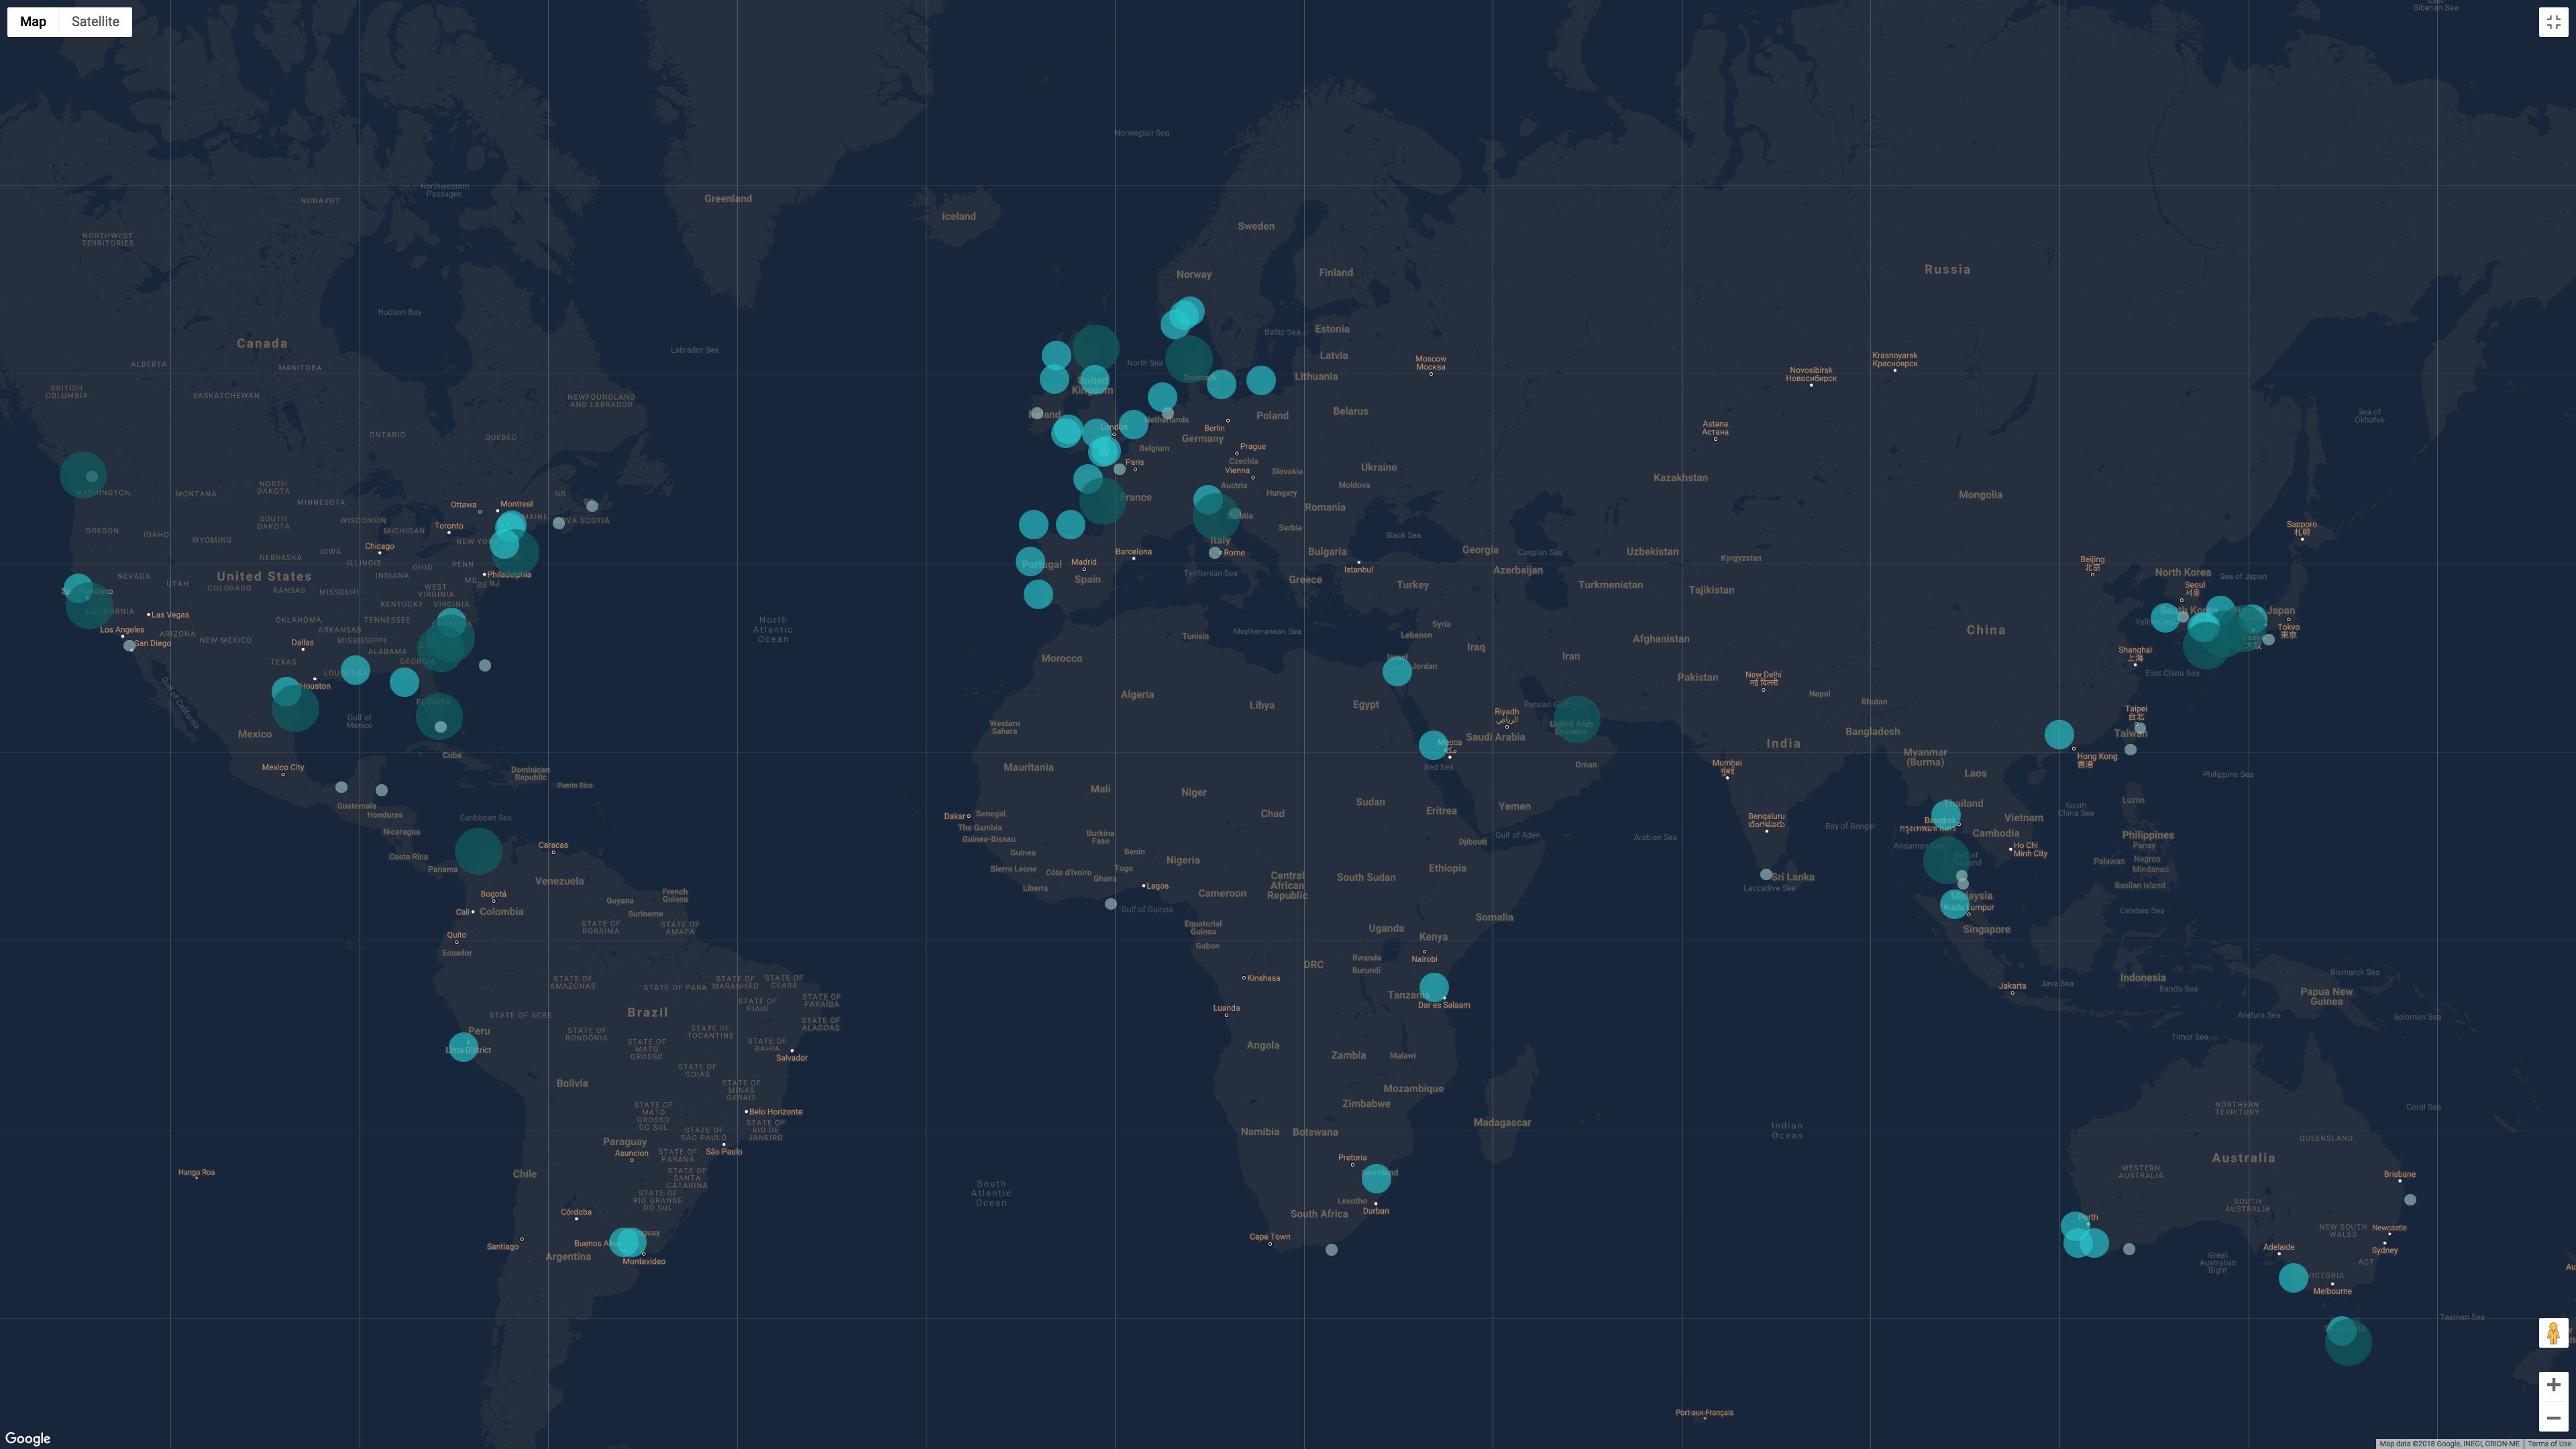 Map
Satellite
Siberian Sea
Norwegian Sea
Northwestern
Passages
NUNAVUT
Greenland
Iceland
Sweden
NORTHWEST
TERRITORIES
Norway
Finland
Russia
Hudson Bay
Canada
Labrador Sea
Baltic Sea
Estonia
North Sea
Latvia
Moscow
Москва
Krasnoyarsk
Красноярск
Novosibirsk
Новосибирск
ALBERTA
MANITOBA
BRITISH
COLUMBIA
SASKATCHEWAN
NEWFOUNDLAND
AND LABRADOR
United
Kingdom
Denmark
Lithuania
Belarus
Sea of
Okhotsk
Ireland
Netherlands
Poland
ONTARIO
QUEBEC
London
Berlin
Germany
Astana
Астана
Belgium
Prague
Czechia
Paris
Vienna
Slovakia
Ukraine
Austria
Hungary
Moldova
Kazakhstan
Mongolia
WASHINGTON
MONTANA
NORTH
DAKOTA
MINNESOTA
Ottawa
Montreal
NB
NOVA SCOTIA
France
Croatia
Romania
Serbia
OREGON
IDAHO
WYOMING
SOUTH
DAKOTA
WISCONSIN
MICHIGAN
Toronto
MAINE
NEW YORK
Chicago
IOWA
NEBRASKA
Italy
Rome
Bulgaria
Black Sea
Georgia
Caspian Sea
Uzbekistan
Kyrgyzstan
Sapporo
札幌
Barcelona
Madrid
Portugal
Spain
Tyrrhenian Sea
Greece
Istanbul
Turkey
Azerbaijan
Turkmenistan
Tajikistan
Beijing
北京
North Korea
Sea of Japan
Seoul
서울
United States
NEVADA
UTAH
COLORADO
KANSAS
MISSOURI
ILLINOIS
INDIANA
OHIO
PENN
MD
DE
NJ
Philadelphia
WEST
VIRGINIA
KENTUCKY
VIRGINIA
San Francisco
CALIFORNIA
Las Vegas
Los Angeles
San Diego
ARIZONA
NEW MEXICO
OKLAHOMA
ARKANSAS
TENNESSEE
MISSISSIPPI
ALABAMA
GEORGIA
Dallas
TEXAS
LOUISIANA
Houston
North
Atlantic
Ocean
Tunisia
Mediterranean Sea
Syria
Lebanon
Israel
Jordan
Iraq
Iran
Afghanistan
Pakistan
China
South Korea
Yellow Sea
Japan
Tokyo
東京
Osaka
大阪
Shanghai
上海
East China Sea
Morocco
Algeria
Libya
Egypt
New Delhi
नई दिल्ली
Nepal
Bhutan
Gulf of California
Gulf of
Mexico
FLORIDA
Mexico
Cuba
Western
Sahara
Riyadh
الرياض
Persian Gulf
United Arab
Emirates
Saudi Arabia
Mecca
مكة
Red Sea
Oman
India
Bangladesh
Myanmar
(Burma)
Taipei
台北
Taiwan
Hong Kong
香港
Philippine Sea
Mexico City
Dominican
Republic
Puerto Rico
Mauritania
Mali
Niger
Chad
Sudan
Eritrea
Yemen
Mumbai
मुंबई
Laos
Guatemala
Honduras
Nicaragua
Caribbean Sea
Dakar
Senegal
The Gambia
Guinea-Bissau
Burkina
Faso
Djibouti
Gulf of Aden
Arabian Sea
Bengaluru
ಬೆಂಗಳೂರು
Bay of Bengal
Thailand
Bangkok
กรุงเทพมหานคร
Vietnam
Cambodia
South
China Sea
Luzon
Philippines
Panay
Costa Rica
Panama
Caracas
Venezuela
Guinea
Sierra Leone
Liberia
Côte d'Ivoire
Ghana
Togo
Benin
Nigeria
Lagos
Cameroon
Central
African
Republic
South Sudan
Ethiopia
Andaman Sea
Gulf of
Thailand
Ho Chi
Minh City
Palawan
Negros
Mindanao
Basilan Island
Bogotá
Cali
Colombia
Guyana
Suriname
French
Guiana
Gulf of Guinea
Sri Lanka
Laccadive Sea
Malaysia
Kuala Lumpur
Singapore
Celebes Sea
Quito
Ecuador
STATE OF
RORAIMA
STATE OF
AMAPÁ
Equatorial
Guinea
Gabon
Uganda
Kenya
Somalia
Nairobi
DRC
Rwanda
Burundi
Kinshasa
Tanzania
Dar es Salaam
Luanda
Jakarta
Java Sea
Indonesia
Banda Sea
Bismarck Sea
Papua New
Guinea
Arafura Sea
Solomon Sea
Timor Sea
STATE OF
AMAZONAS
STATE OF PARÁ
STATE OF
MARANHÃO
STATE OF
CEARÁ
STATE OF
PIAUÍ
STATE OF
PARAÍBA
STATE OF
ALAGOAS
STATE OF ACRE
Brazil
Peru
Lima District
STATE OF
RONDÔNIA
STATE OF
TOCANTINS
STATE OF
MATO
GROSSO
STATE OF
BAHIA
Salvador
STATE OF
GOIÁS
Bolivia
STATE OF
MINAS
GERAIS
Angola
Zambia
Malawi
Mozambique
Zimbabwe
Madagascar
Namibia
Botswana
Indian
Ocean
NORTHERN
TERRITORY
Coral Sea
QUEENSLAND
STATE OF
MATO
GROSSO
DO SUL
Belo Horizonte
STATE OF
SÃO PAULO
STATE OF
RIO DE
JANEIRO
São Paulo
Paraguay
Asuncion
STATE OF
PARANÁ
STATE OF
SANTA
CATARINA
STATE OF
RIO GRANDE
DO SUL
Hanga Roa
Chile
South
Atlantic
Ocean
Pretoria
Swaziland
Lesotho
Durban
South Africa
Cape Town
Australia
WESTERN
AUSTRALIA
SOUTH
AUSTRALIA
Brisbane
Perth
NEW SOUTH
WALES
Newcastle
Sydney
Adelaide
ACT
Great
Australian
Bight
VICTORIA
Melbourne
Tasman Sea
Córdoba
Santiago
Buenos Aires
Uruguay
Argentina
Montevideo
Port-aux-Français
Google
Map data ©2018 Google, INEGI, ORION-ME
Terms of Use